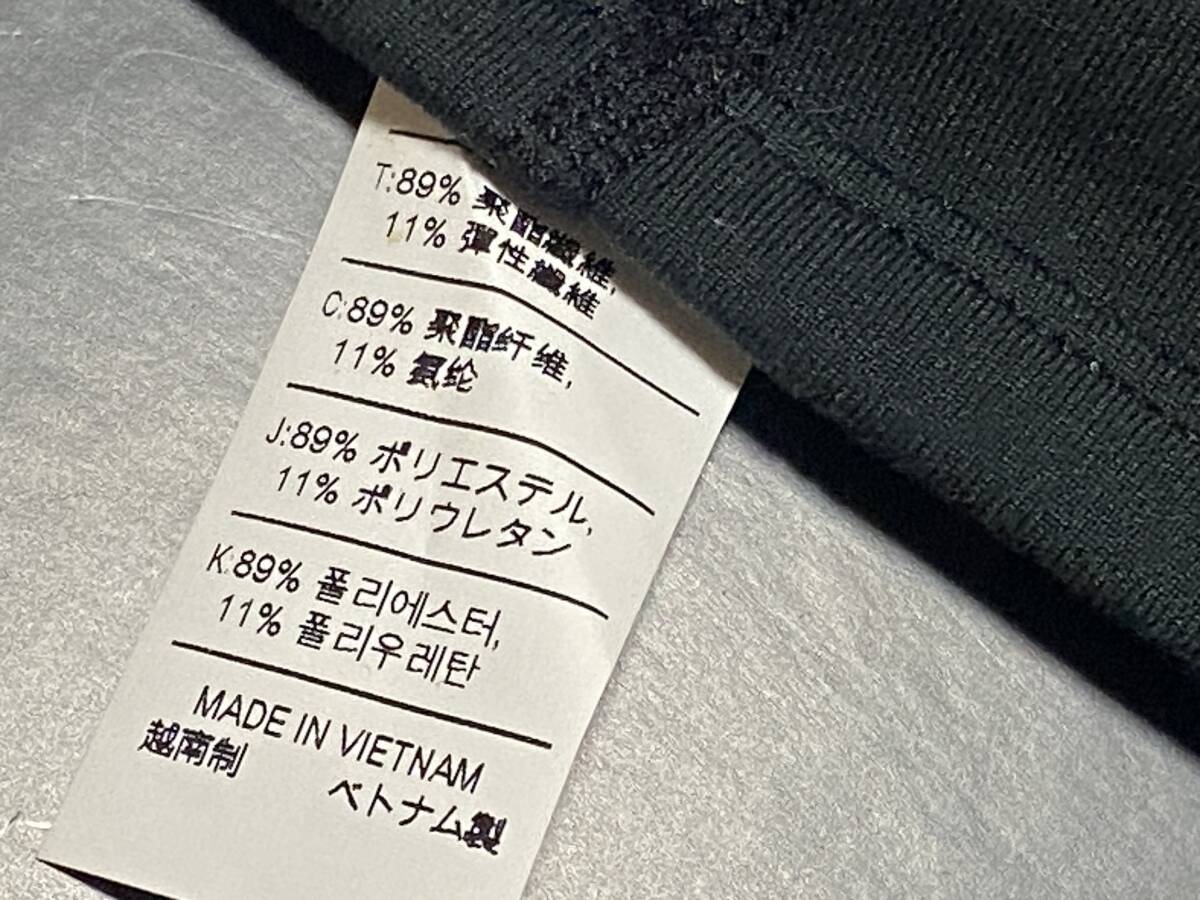 T:89% 聚酯纖維,
11% 彈性纖維
C:89% 聚酯纤维,
11% 氨纶
J:89% ポリエステル,
11% ポリウレタン
K:89% 폴리에스터,
11% 폴리우레탄
MADE IN VIETNAM
越南制
ベトナム製